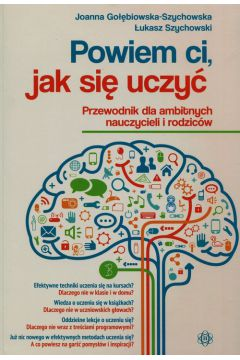 Joanna Gołębiowska-Szychowska
Łukasz Szychowski
Powiem ci,
jak się uczyć
Przewodnik dla ambitnych
nauczycieli i rodziców
Efektywne techniki uczenia się na kursach?
Dlaczego nie w klasie i w domu?
Wiedza o uczeniu się w książkach?
Dlaczego nie w uczniowskich głowach?
Oddzielne lekcje o uczeniu się?
Dlaczego nie wraz z treściami programowymi?
Już nic nowego w efektywnych metodach uczenia się?
A co powiesz na garść pomysłów i inspiracji?